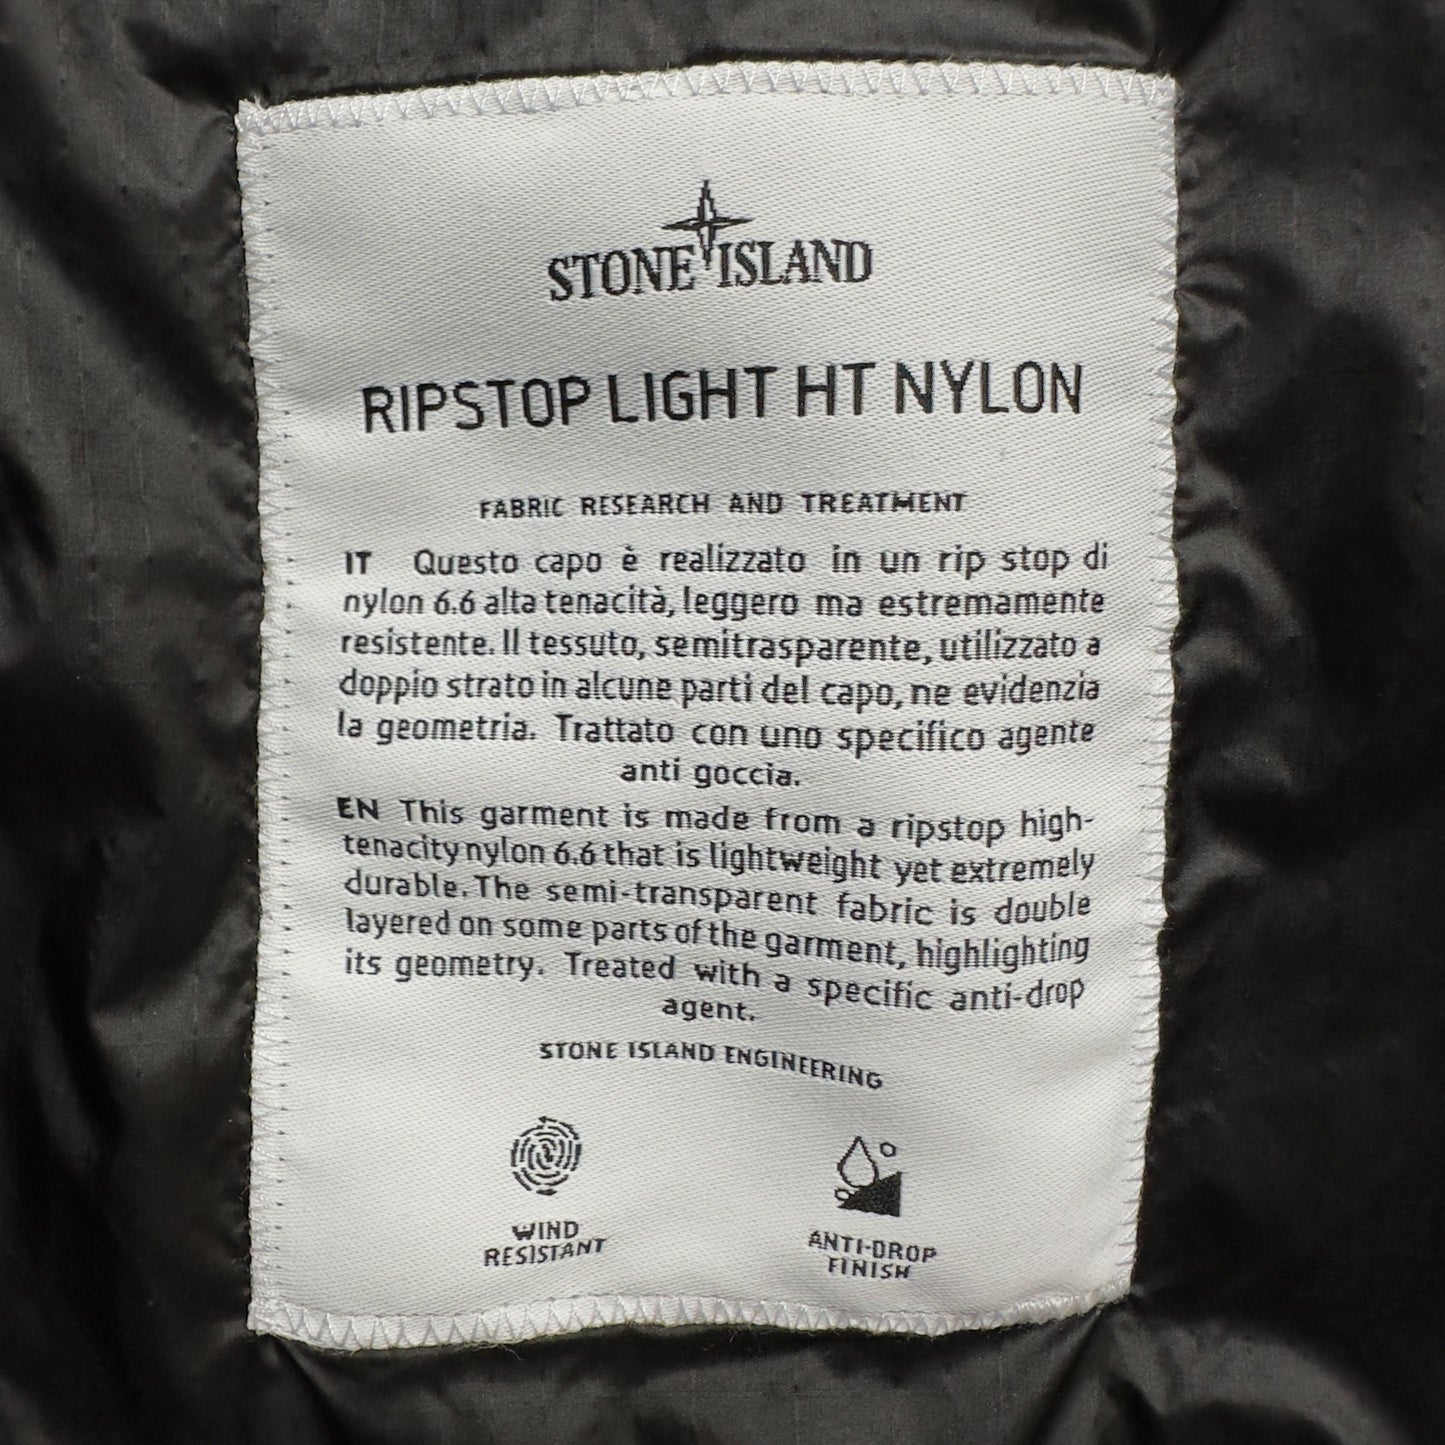 STONE ISLAND
RIPSTOP LIGHT HT NYLON
FABRIC RESEARCH AND TREATMENT
IT Questo capo è realizzato in un rip stop di
nylon 6.6 alta tenacità, leggero ma estremamente
resistente. Il tessuto, semitrasparente, utilizzato a
doppio strato in alcune parti del capo, ne evidenzia
la geometria. Trattato con uno specifico agente
anti goccia.
EN This garment is made from a ripstop high-
tenacity nylon 6.6 that is lightweight yet extremely
durable. The semi-transparent fabric is double
layered on some parts of the garment, highlighting
its geometry. Treated with a specific anti-drop
agent.
STONE ISLAND ENGINEERING
WIND
RESISTANT
ANTI-DROP
FINISH